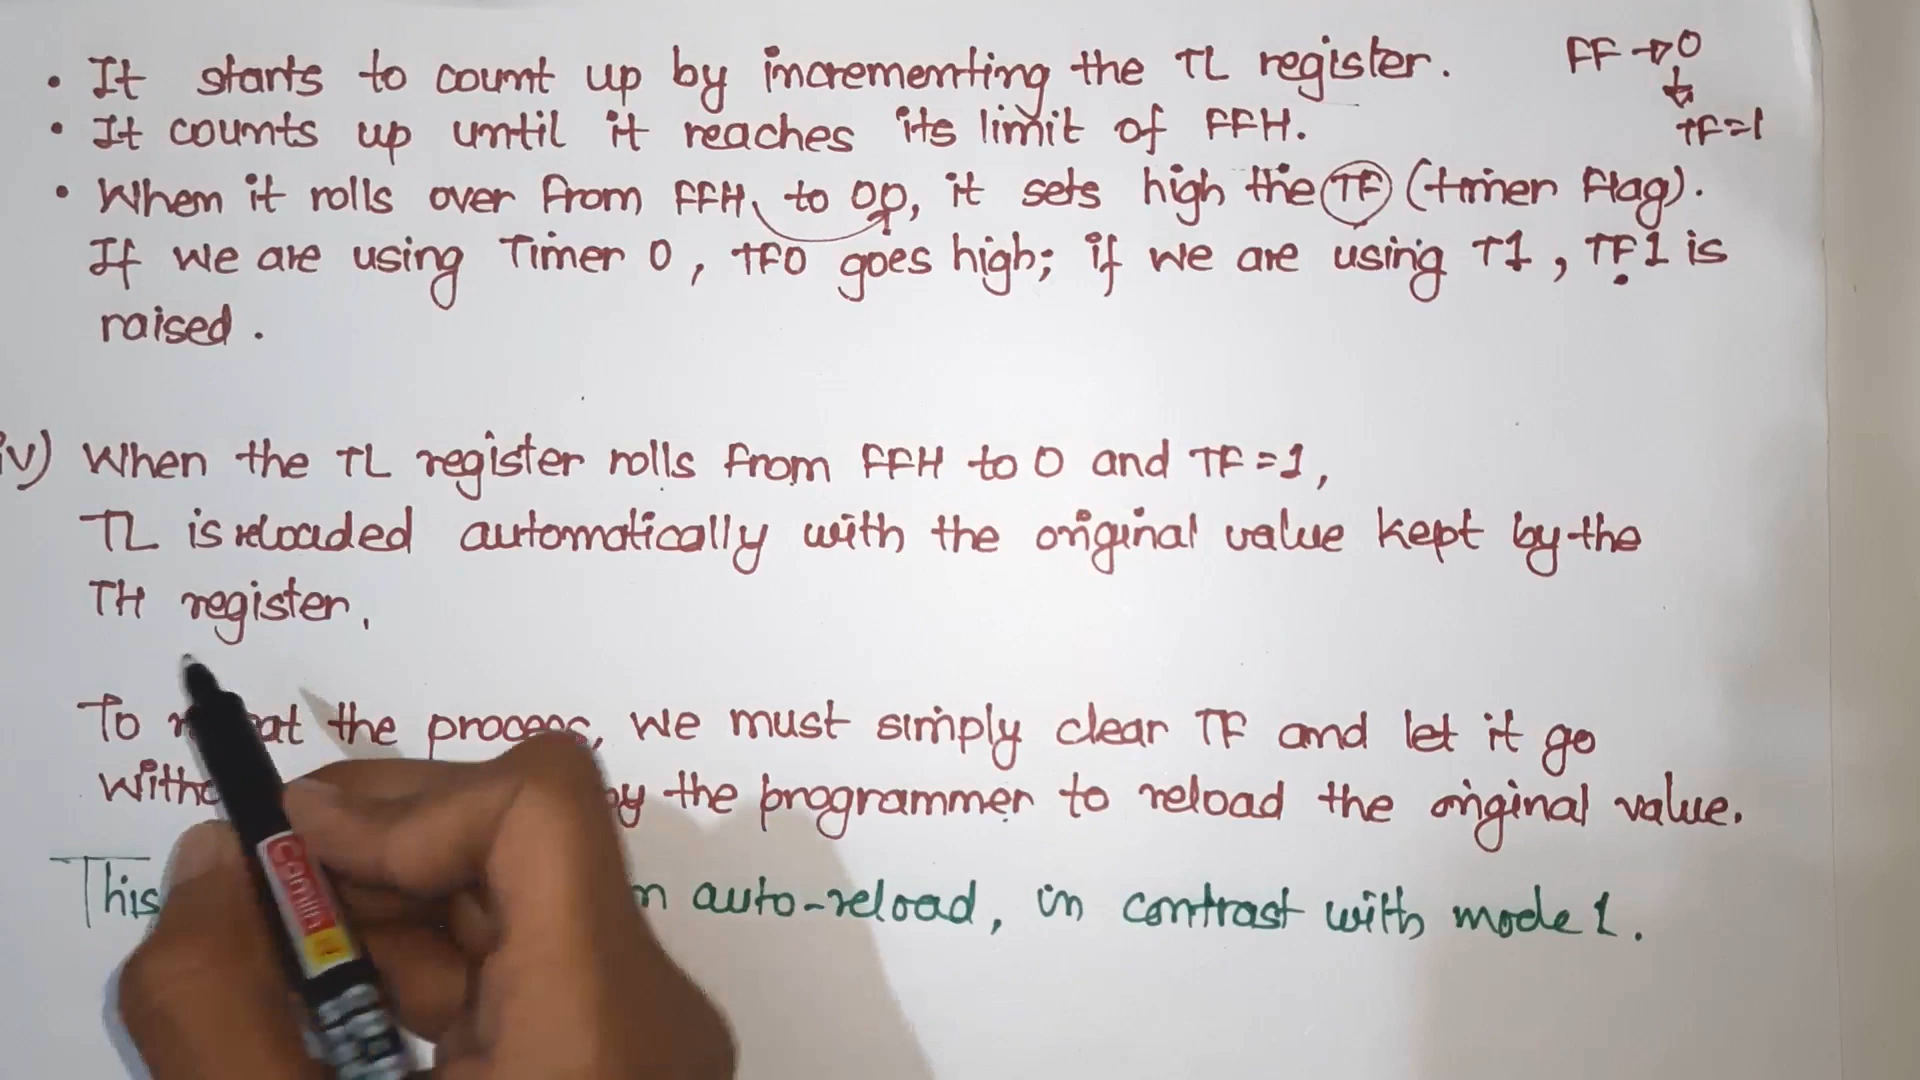 • It starts to count up by incrementing the TL register.
FF → 0
↓
TF=1
• It counts up until it reaches its limit of FFH.
• When it rolls over from FFH to 00, it sets high the TF (timer flag).
If we are using Timer 0, TF0 goes high; if we are using T1, TF1 is
raised.
iv) When the TL register rolls from FFH to 0 and TF=1,
TL is reloaded automatically with the original value kept by the
TH register.
To the process, we must simply clear TF and let it go
by the programmer to reload the original value.
This auto-reload, in contrast with mode 1.
Camlin